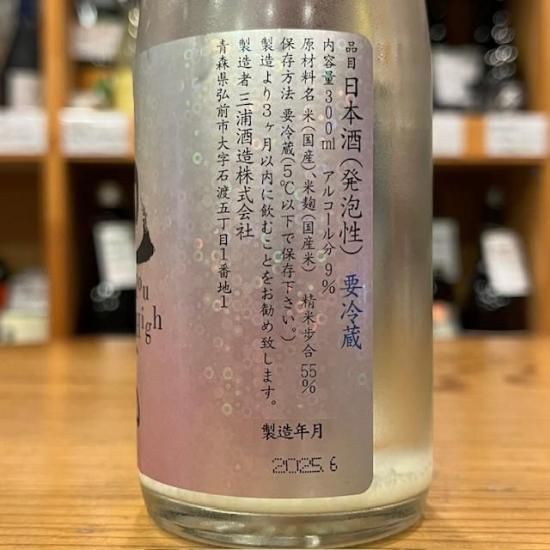 品目 日本酒(発泡性) 要冷蔵
内容量300ml アルコール分 9%
原材料名 米(国産)、米麹(国産米) 精米歩合 55%
保存方法 要冷蔵(5℃以下で保存下さい。)
製造より3ヶ月以内に飲むことをお勧め致します。
製造者 三浦酒造株式会社
青森県弘前市大字石渡五丁目1番地1
製造年月
2025.6